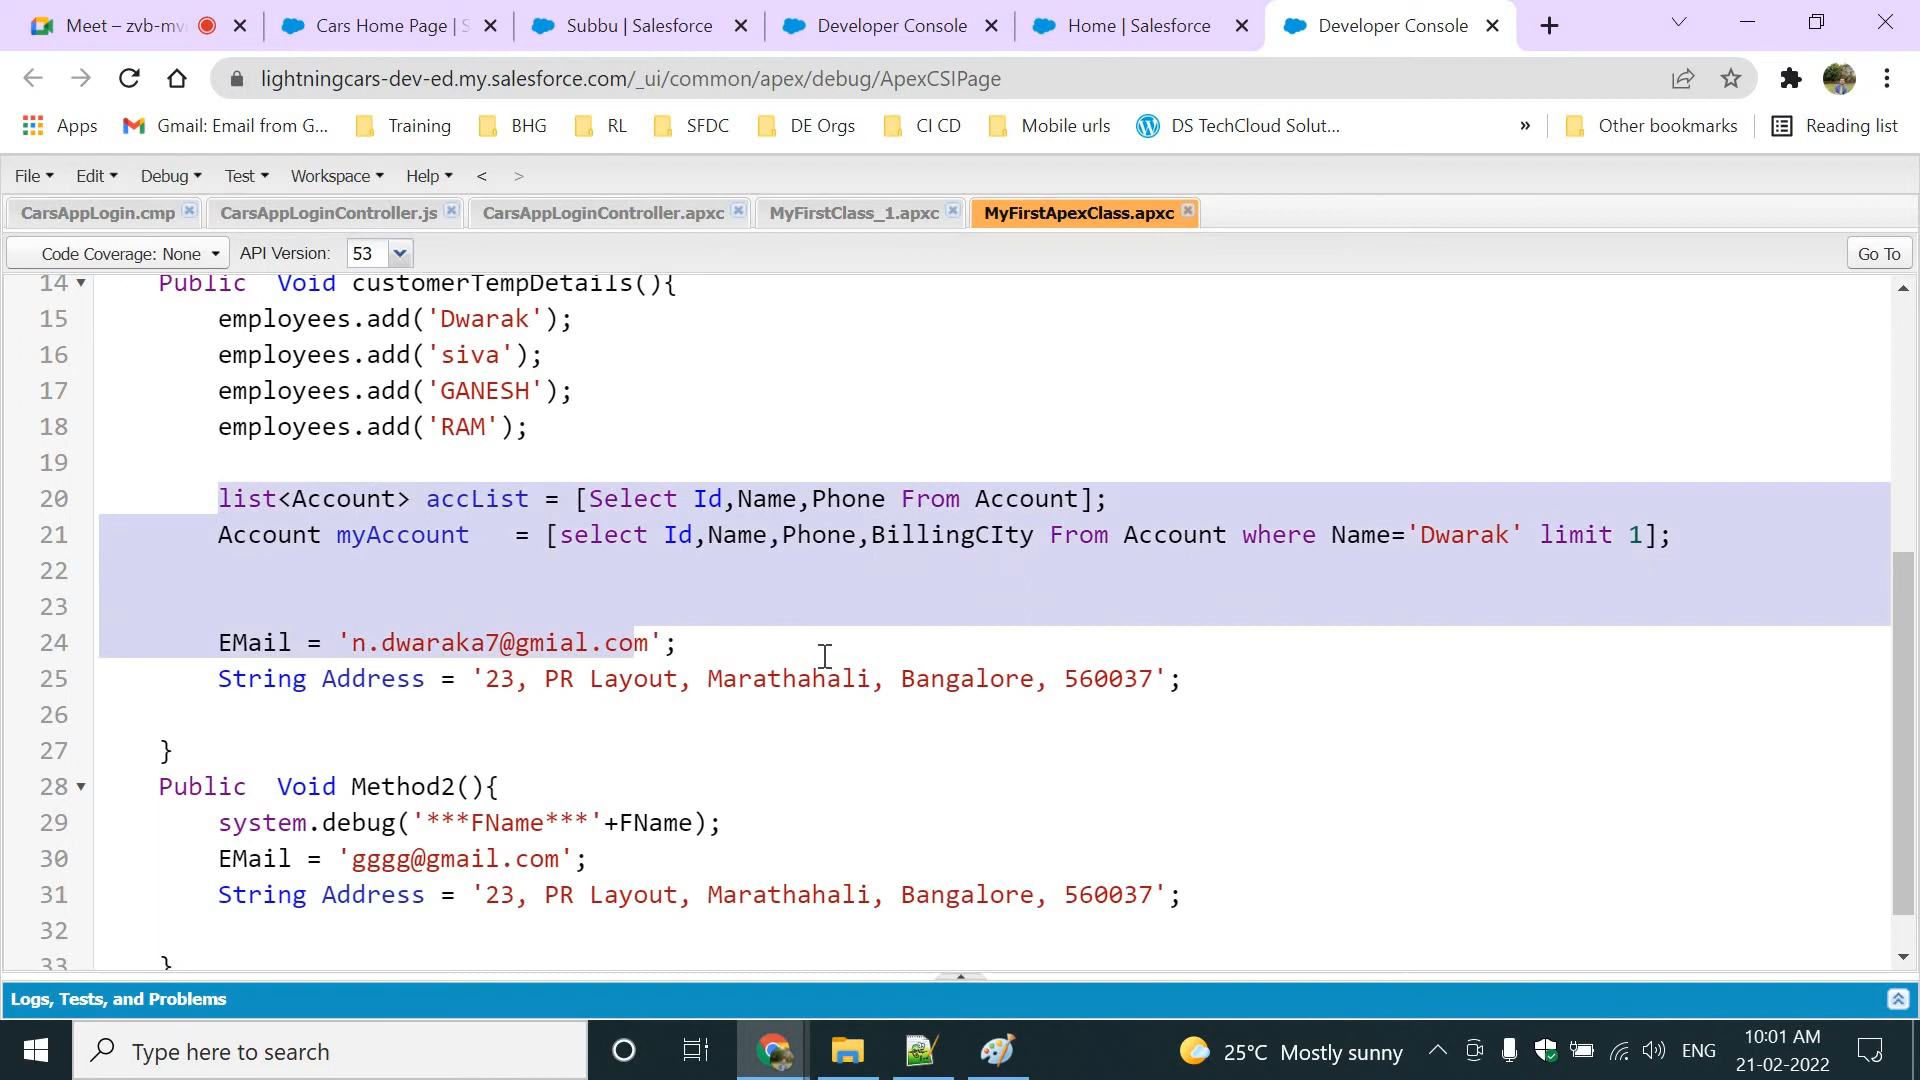 Meet – zvb-mv
Cars Home Page | S
Subbu | Salesforce
Developer Console
Home | Salesforce
Developer Console
lightningcars-dev-ed.my.salesforce.com/_ui/common/apex/debug/ApexCSIPage
Apps
Gmail: Email from G...
Training
BHG
RL
SFDC
DE Orgs
CI CD
Mobile urls
DS TechCloud Solut...
»
Other bookmarks
Reading list
File
Edit
Debug
Test
Workspace
Help
<
>
CarsAppLogin.cmp
CarsAppLoginController.js
CarsAppLoginController.apxc
MyFirstClass_1.apxc
MyFirstApexClass.apxc
Code Coverage: None
API Version:
53
Go To
14 Public  Void customerTempDetails(){
15 employees.add('Dwarak');
16 employees.add('siva');
17 employees.add('GANESH');
18 employees.add('RAM');
19
20 list<Account> accList = [Select Id,Name,Phone From Account];
21 Account myAccount   = [select Id,Name,Phone,BillingCIty From Account where Name='Dwarak' limit 1];
22
23
24 EMail = 'n.dwaraka7@gmial.com';
25 String Address = '23, PR Layout, Marathahali, Bangalore, 560037';
26
27 }
28 Public  Void Method2(){
29 system.debug('***FName***'+FName);
30 EMail = 'gggg@gmail.com';
31 String Address = '23, PR Layout, Marathahali, Bangalore, 560037';
32
33 }
Logs, Tests, and Problems
Type here to search
25°C Mostly sunny
ENG
10:01 AM
21-02-2022